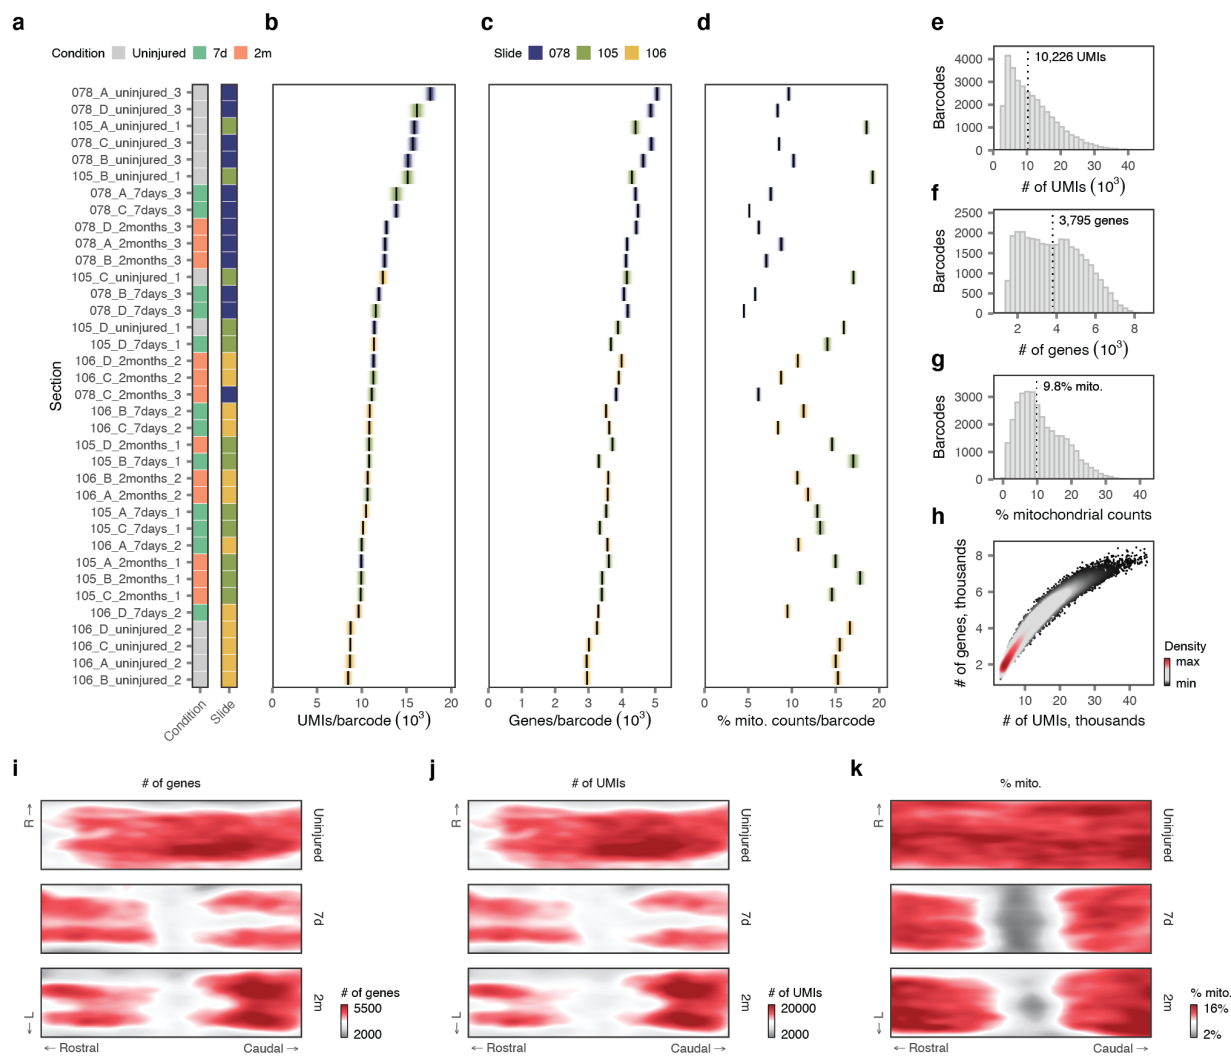 a
b
c
d
e
Condition Uninjured 7d 2m
Slide 078 105 106
Section
078_A_uninjured_3
078_D_uninjured_3
105_A_uninjured_1
078_C_uninjured_3
078_B_uninjured_3
105_B_uninjured_1
078_A_7days_3
078_C_7days_3
078_D_2months_3
078_A_2months_3
078_B_2months_3
105_C_uninjured_1
078_B_7days_3
078_D_7days_3
105_D_uninjured_1
105_D_7days_1
106_D_2months_2
106_C_2months_2
078_C_2months_3
106_B_7days_2
106_C_7days_2
105_D_2months_1
105_B_7days_1
106_B_2months_2
106_A_2months_2
105_A_7days_1
105_C_7days_1
106_A_7days_2
105_A_2months_1
105_B_2months_1
105_C_2months_1
106_D_7days_2
106_D_uninjured_2
106_C_uninjured_2
106_A_uninjured_2
106_B_uninjured_2
Condition
Slide
0 5 10 15 20
UMIs/barcode (10³)
0 1 2 3 4 5
Genes/barcode (10³)
0 5 10 15 20
% mito. counts/barcode
10,226 UMIs
Barcodes
4000
3000
2000
1000
0
0 10 20 30 40
# of UMIs (10³)
f
3,795 genes
Barcodes
2500
2000
1500
1000
500
0
2 4 6 8
# of genes (10³)
g
9.8% mito.
Barcodes
3000
2000
1000
0
0 10 20 30 40
% mitochondrial counts
h
# of genes, thousands
8
6
4
2
10 20 30 40
# of UMIs, thousands
Density
max
min
i
# of genes
R →
Uninjured
7d
2m
← L
← Rostral Caudal →
# of genes
5500
2000
j
# of UMIs
R →
Uninjured
7d
2m
← L
← Rostral Caudal →
# of UMIs
20000
2000
k
% mito.
R →
Uninjured
7d
2m
← L
← Rostral Caudal →
% mito.
16%
2%